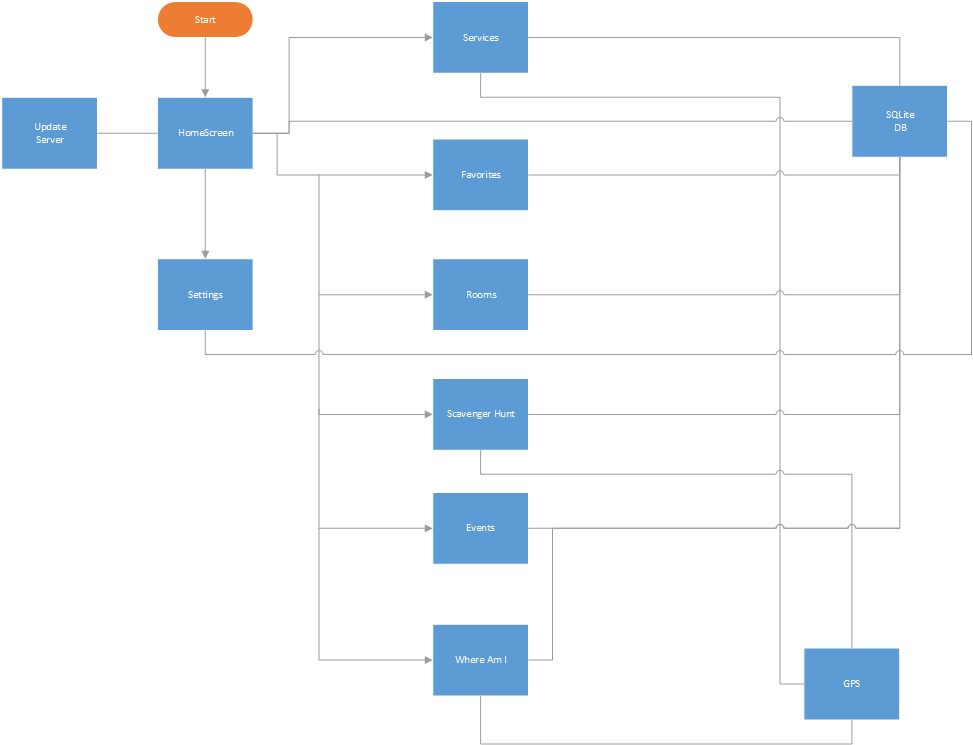 Start
Services
Update
Server
HomeScreen
SQLite
DB
Favorites
Settings
Rooms
Scavenger Hunt
Events
Where Am I
GPS